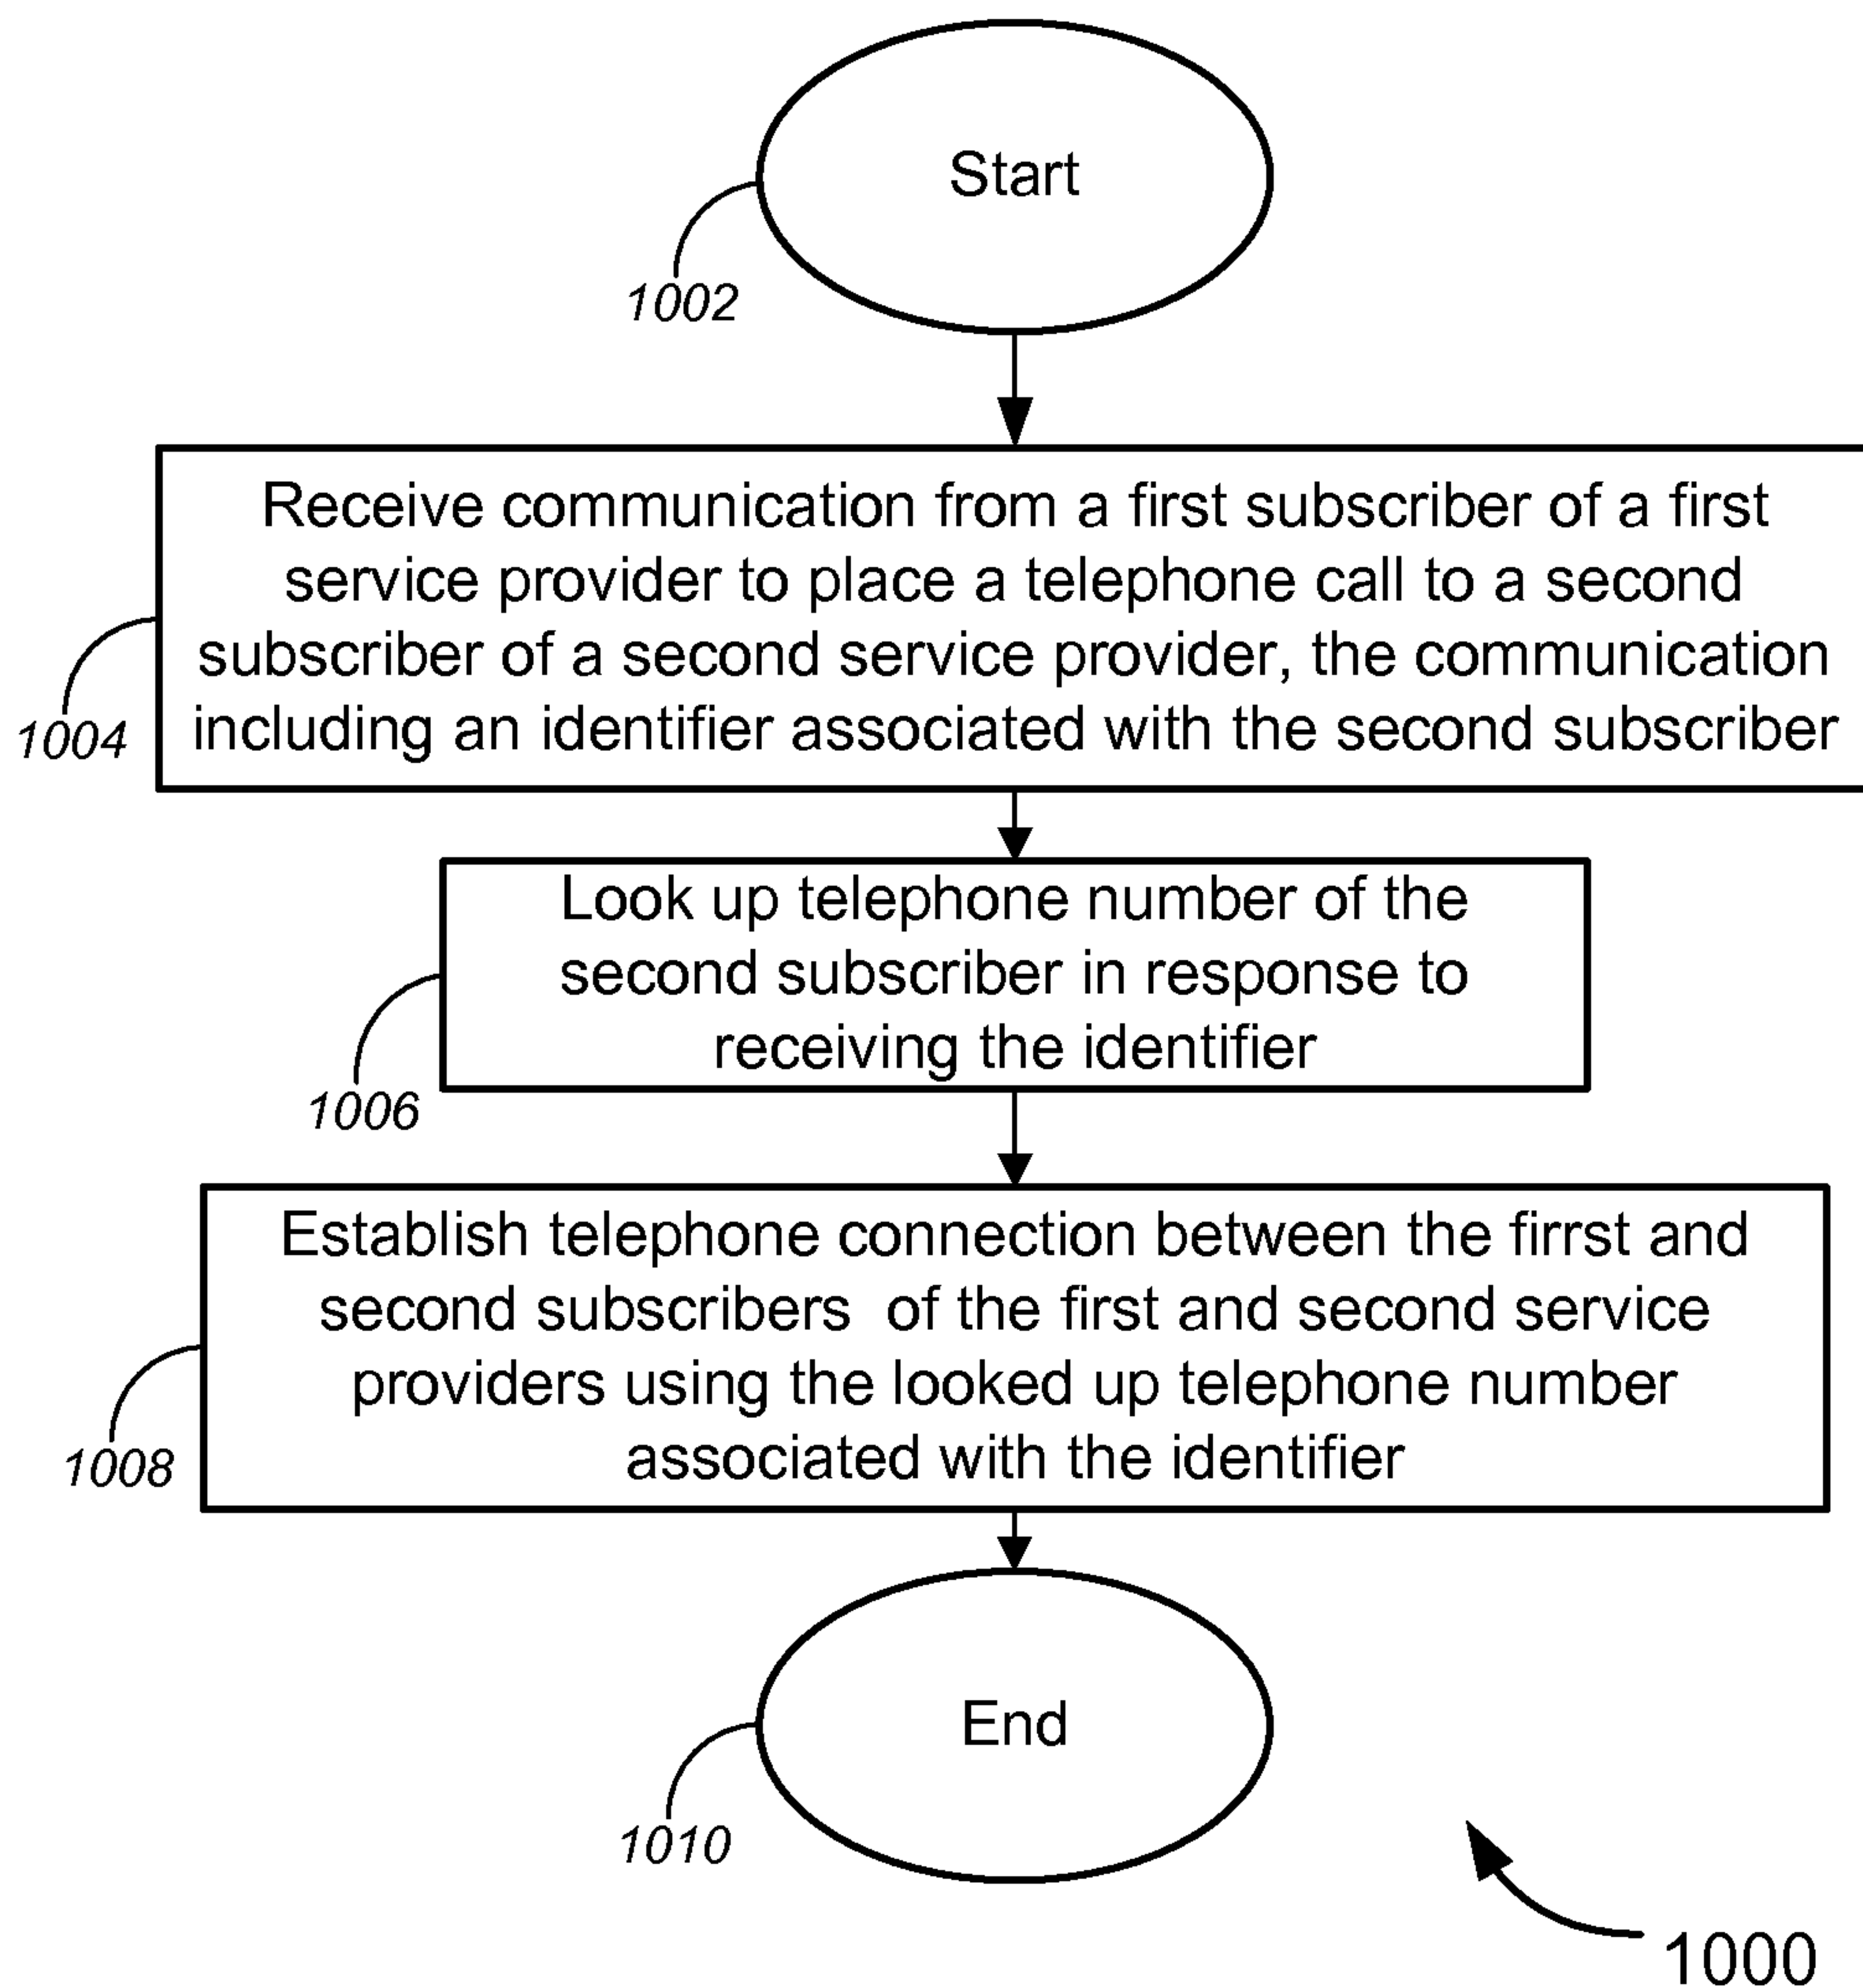 Start
1002
Receive communication from a first subscriber of a first
service provider to place a telephone call to a second
subscriber of a second service provider, the communication
including an identifier associated with the second subscriber
1004
Look up telephone number of the
second subscriber in response to
receiving the identifier
1006
Establish telephone connection between the firrst and
second subscribers  of the first and second service
providers using the looked up telephone number
associated with the identifier
1008
End
1010
1000